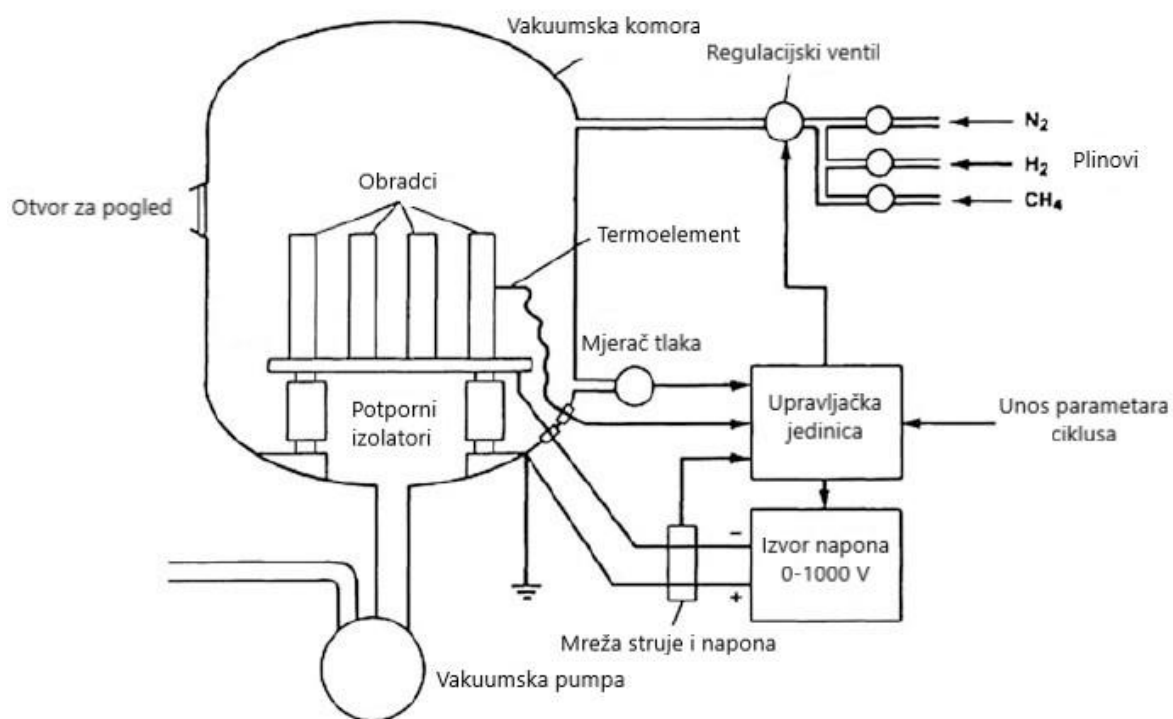 Vakuumska komora
Regulacijski ventil
N₂
H₂
Plinovi
CH₄
Otvor za pogled
Obradci
Termoelement
Mjerač tlaka
Potporni
izolatori
Upravljačka
jedinica
Unos parametara
ciklusa
Izvor napona
0-1000 V
−
+
Mreža struje i napona
Vakuumska pumpa